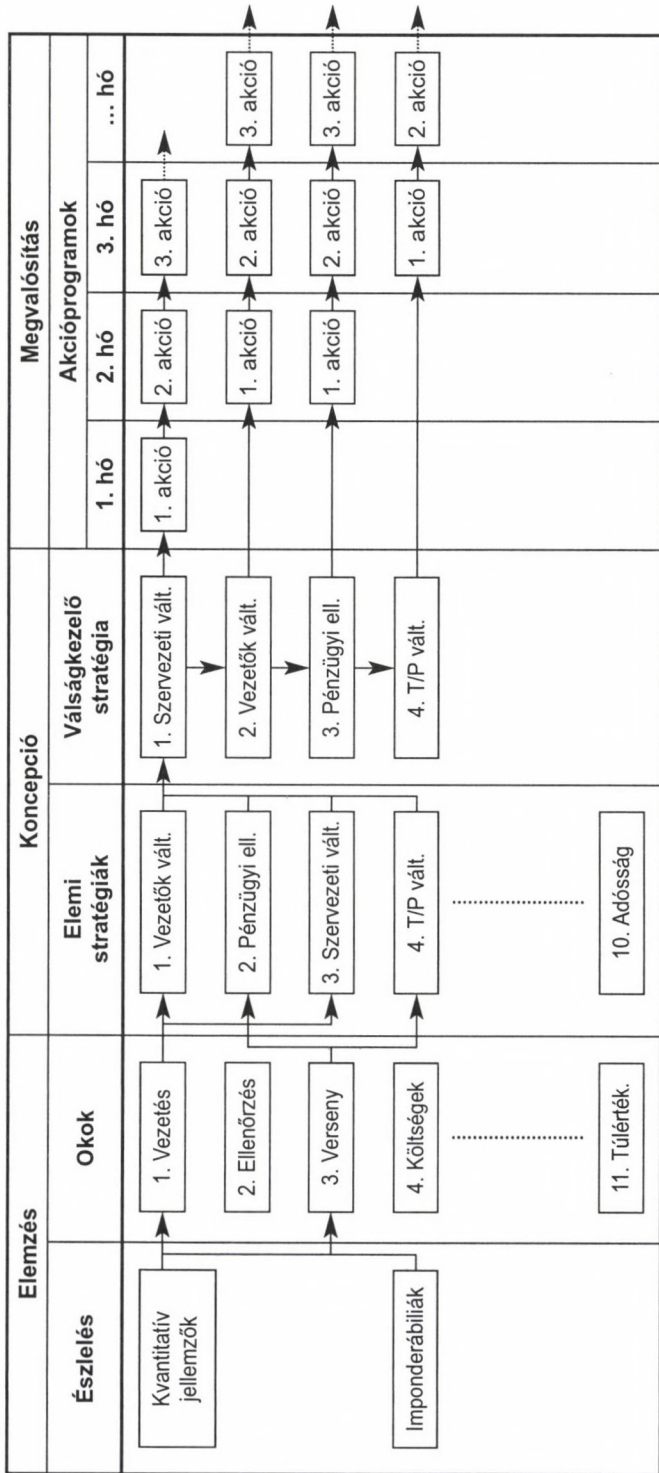 Elemzés
Koncepció
Megvalósítás
Észlelés
Okok
Elemi
stratégiák
Válságkezelő
stratégia
Akcióprogramok
1. hó
2. hó
3. hó
... hó
Kvantitatív
jellemzők
Imponderábiliák
1. Vezetés
2. Ellenőrzés
3. Verseny
4. Költségek
11. Túlérték.
1. Vezetők vált.
2. Pénzügyi ell.
3. Szervezeti vált.
4. T/P vált.
10. Adósság
1. Szervezeti vált.
2. Vezetők vált.
3. Pénzügyi ell.
4. T/P vált.
1. akció
2. akció
3. akció
1. akció
2. akció
3. akció
1. akció
2. akció
3. akció
1. akció
2. akció